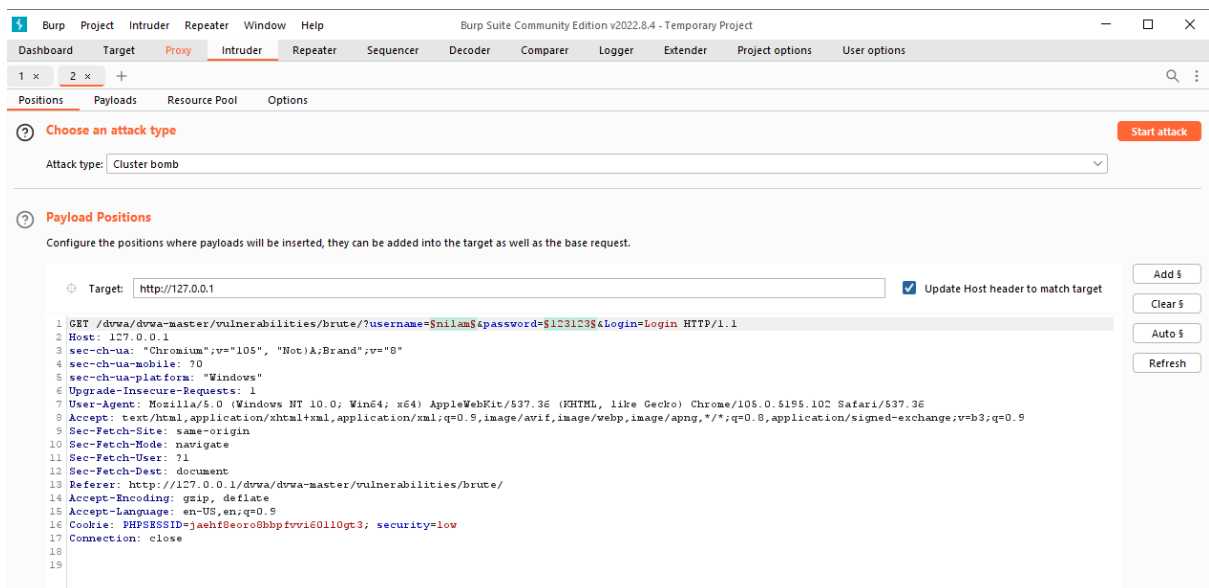 Burp Project Intruder Repeater Window Help Burp Suite Community Edition v2022.8.4 - Temporary Project
Dashboard Target Proxy Intruder Repeater Sequencer Decoder Comparer Logger Extender Project options User options
1 × 2 × +
Positions Payloads Resource Pool Options
? Choose an attack type Start attack
Attack type: Cluster bomb
? Payload Positions
Configure the positions where payloads will be inserted, they can be added into the target as well as the base request.
Add §
Target: http://127.0.0.1 Update Host header to match target
Clear §
1 GET /dvwa/dvwa-master/vulnerabilities/brute/?username=§nilam§&password=§123123§&Login=Login HTTP/1.1
2 Host: 127.0.0.1
Auto §
3 sec-ch-ua: "Chromium";v="105", "Not)A;Brand";v="8"
4 sec-ch-ua-mobile: ?0
5 sec-ch-ua-platform: "Windows"
Refresh
6 Upgrade-Insecure-Requests: 1
7 User-Agent: Mozilla/5.0 (Windows NT 10.0; Win64; x64) AppleWebKit/537.36 (KHTML, like Gecko) Chrome/105.0.5195.102 Safari/537.36
8 Accept: text/html,application/xhtml+xml,application/xml;q=0.9,image/avif,image/webp,image/apng,*/*;q=0.8,application/signed-exchange;v=b3;q=0.9
9 Sec-Fetch-Site: same-origin
10 Sec-Fetch-Mode: navigate
11 Sec-Fetch-User: ?1
12 Sec-Fetch-Dest: document
13 Referer: http://127.0.0.1/dvwa/dvwa-master/vulnerabilities/brute/
14 Accept-Encoding: gzip, deflate
15 Accept-Language: en-US,en;q=0.9
16 Cookie: PHPSESSID=jaehf8eoro8bbpfvvi60110gt3; security=low
17 Connection: close
18
19